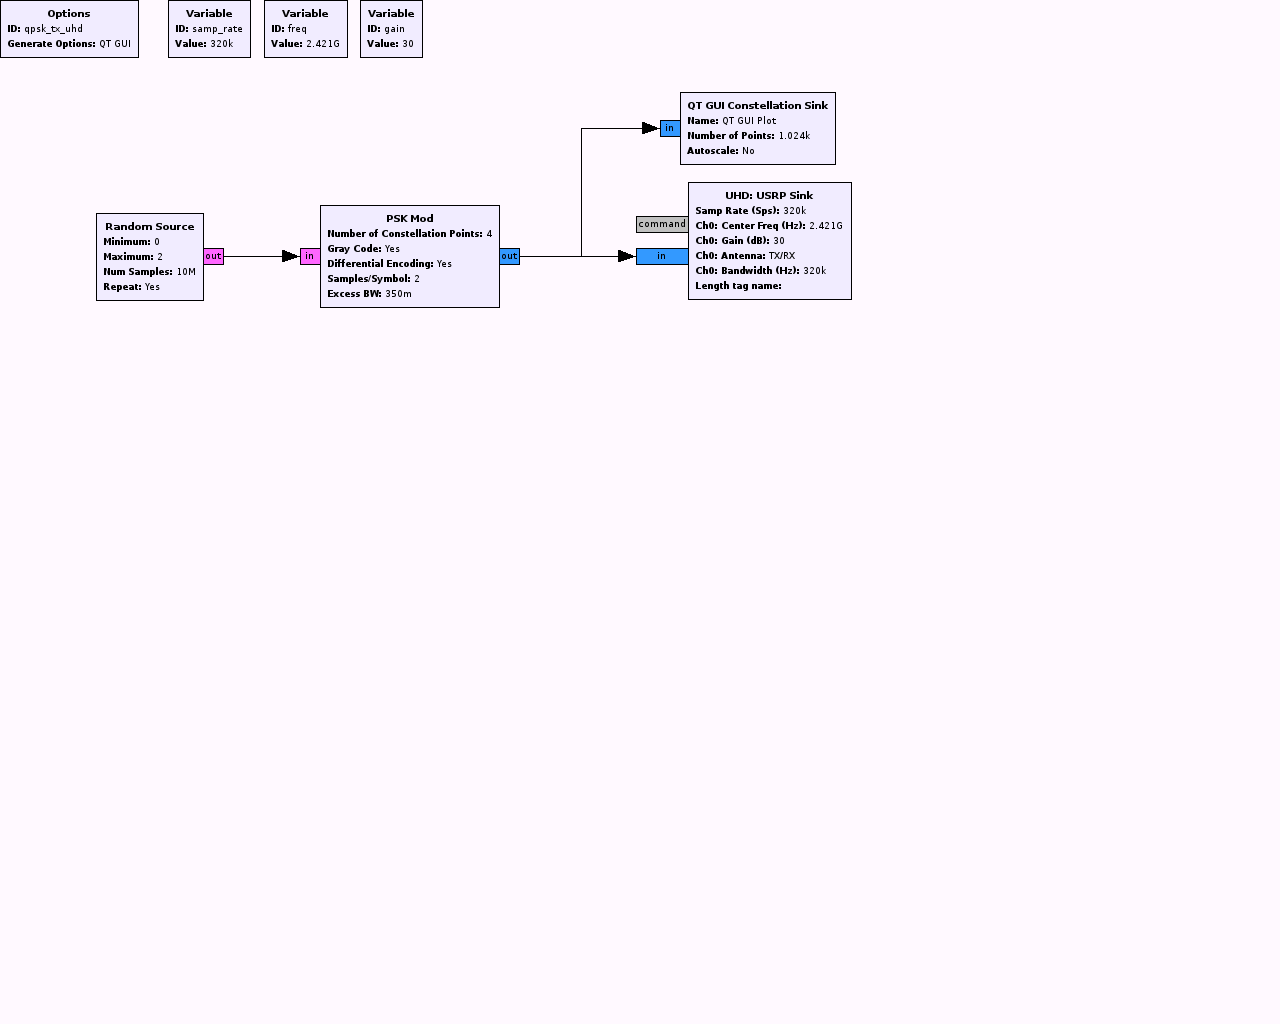 Options
ID: qpsk_tx_uhd
Generate Options: QT GUI
Variable
ID: samp_rate
Value: 320k
Variable
ID: freq
Value: 2.421G
Variable
ID: gain
Value: 30
QT GUI Constellation Sink
Name: QT GUI Plot
Number of Points: 1.024k
Autoscale: No
in
Random Source
Minimum: 0
Maximum: 2
Num Samples: 10M
Repeat: Yes
out
in
PSK Mod
Number of Constellation Points: 4
Gray Code: Yes
Differential Encoding: Yes
Samples/Symbol: 2
Excess BW: 350m
out
command
in
UHD: USRP Sink
Samp Rate (Sps): 320k
Ch0: Center Freq (Hz): 2.421G
Ch0: Gain (dB): 30
Ch0: Antenna: TX/RX
Ch0: Bandwidth (Hz): 320k
Length tag name: